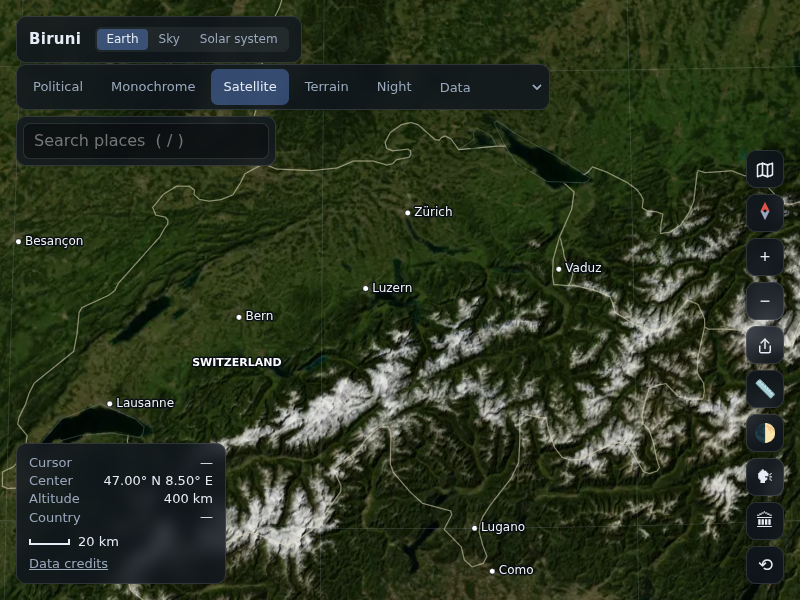 Biruni Earth Sky Solar system
Political Monochrome Satellite Terrain Night Data
Search places ( / )
Zürich
Besançon
Vaduz
Luzern
Bern
SWITZERLAND
Lausanne
Cursor —
Center 47.00° N 8.50° E
Altitude 400 km
Country —
20 km
Data credits
Lugano
Como